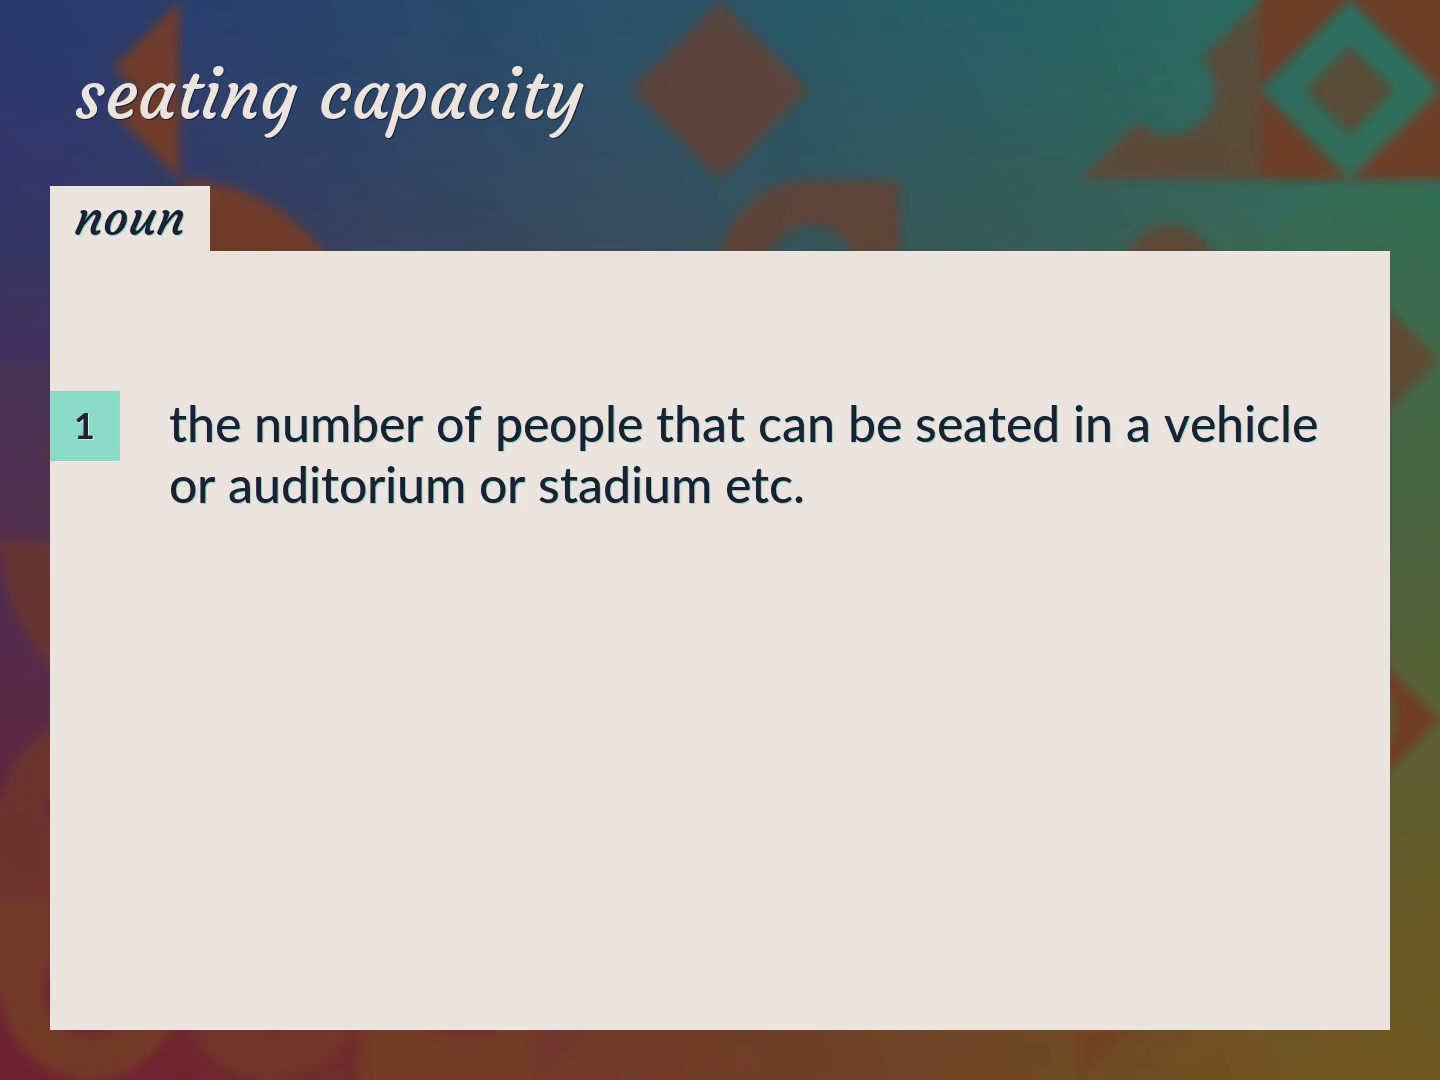 seating capacity
noun
1
the number of people that can be seated in a vehicle
or auditorium or stadium etc.